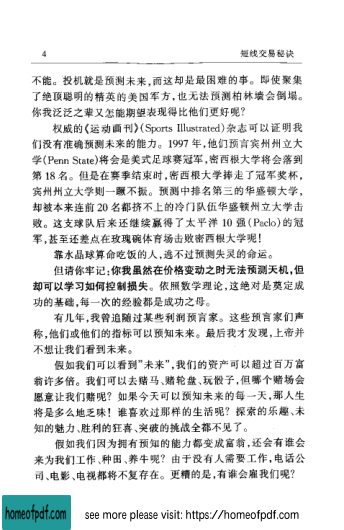 4
短线交易秘诀
不能。投机就是预测未来,而这却是最困难的事。即使聚集
了绝顶聪明的精英的美国军方,也无法预测柏林墙会倒塌。
你我泛泛之辈又怎能期望表现得比他们更好呢?
权威的《运动画刊》(Sports Illustrated)杂志可以证明我
们没有准确预测未来的能力。1997 年,他们预言宾州州立大
学(Penn State)将会是美式足球赛冠军,密西根大学将会落到
第 18 名。但是在赛季结束时,密西根大学捧走了冠军奖杯,
宾州州立大学则一蹶不振。预测中排名第三的华盛顿大学,
却被本来连前 20 名都挤不上的冷门队伍华盛顿州立大学击
败。这支球队后来还继续赢得了太平洋 10 强(Paclo)的冠
军,甚至还差点在玫瑰碗体育场击败密西根大学呢!
靠水晶球算命吃饭的人,逃不过预测失灵的命运。
但请你牢记:你我虽然在价格变动之时无法预测天机,但
却可以学习如何控制损失。依照数学理论,这绝对是奠定成
功的基础,每一次的经验都是成功之母。
有几年,我曾追随过某些利润预言家。这些预言家们声
称,他们或他们的指标可以预知未来。最后我才发现,上帝并
不想让我们看到未来。
假如我们可以看到"未来",我们的资产可以超过百万富
翁许多倍。我们可以去赌马、赌轮盘、玩骰子,但哪个赌场会
愿意让我们赌呢?如果今天可以预知未来的每一天,那人生
将是多么地乏味!谁喜欢过那样的生活呢?探索的乐趣、未
知的魅力、胜利的狂喜、突破的挑战全都不见了。
假如我们因为拥有预知的能力都变成富翁,还会有谁会
来为我们工作、种田、养牛呢?由于没有人需要工作,电话公
司、电影、电视都将不复存在。更糟的是,有谁会雇我们呢?
homeofpdf.com
see more please visit: https://homeofpdf.com